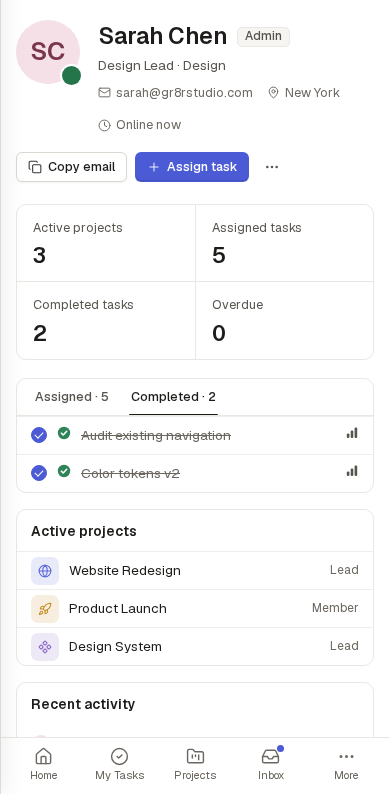 SC
Sarah Chen
Admin
Design Lead · Design
sarah@gr8rstudio.com
New York
Online now
Copy email
Assign task
Active projects
3
Assigned tasks
5
Completed tasks
2
Overdue
0
Assigned · 5
Completed · 2
Audit existing navigation
Color tokens v2
Active projects
Website Redesign
Lead
Product Launch
Member
Design System
Lead
Recent activity
Home
My Tasks
Projects
Inbox
More